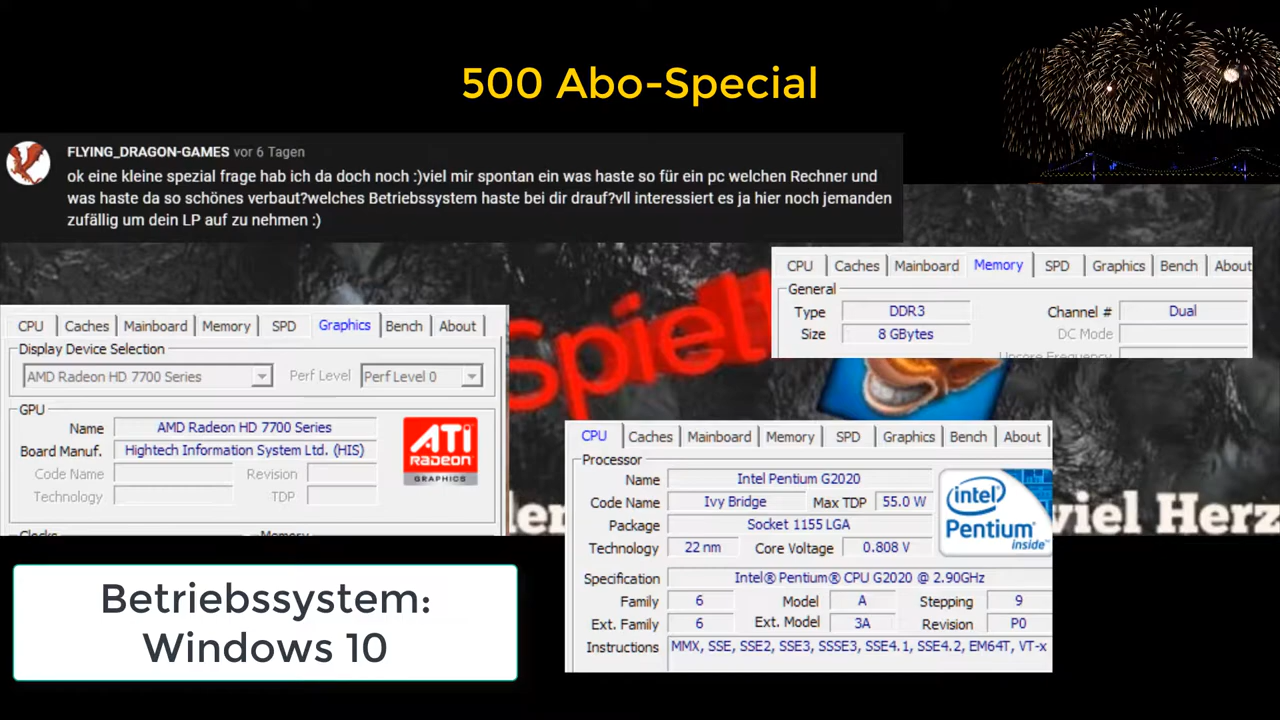 500 Abo-Special
FLYING_DRAGON-GAMES vor 6 Tagen
ok eine kleine spezial frage hab ich da doch noch :)viel mir spontan ein was haste so für ein pc welchen Rechner und
was haste da so schönes verbaut?welches Betriebssystem haste bei dir drauf?vll interessiert es ja hier noch jemanden
zufällig um dein LP auf zu nehmen :)
CPU Caches Mainboard Memory SPD Graphics Bench About
General
Type DDR3 Channel # Dual
Size 8 GBytes DC Mode
Uncore Frequency
Spielt
CPU Caches Mainboard Memory SPD Graphics Bench About
Display Device Selection
AMD Radeon HD 7700 Series Perf Level Perf Level 0
GPU
Name AMD Radeon HD 7700 Series
Board Manuf. Hightech Information System Ltd. (HIS)
Code Name Revision
Technology TDP
Clocks Memory
ATI
RADEON
GRAPHICS
CPU Caches Mainboard Memory SPD Graphics Bench About
Processor
Name Intel Pentium G2020
Code Name Ivy Bridge Max TDP 55.0 W
Package Socket 1155 LGA
Technology 22 nm Core Voltage 0.808 V
Specification Intel® Pentium® CPU G2020 @ 2.90GHz
Family 6 Model A Stepping 9
Ext. Family 6 Ext. Model 3A Revision P0
Instructions MMX, SSE, SSE2, SSE3, SSSE3, SSE4.1, SSE4.2, EM64T, VT-x
intel
Pentium®
inside™
viel Herz
Betriebssystem:
Windows 10